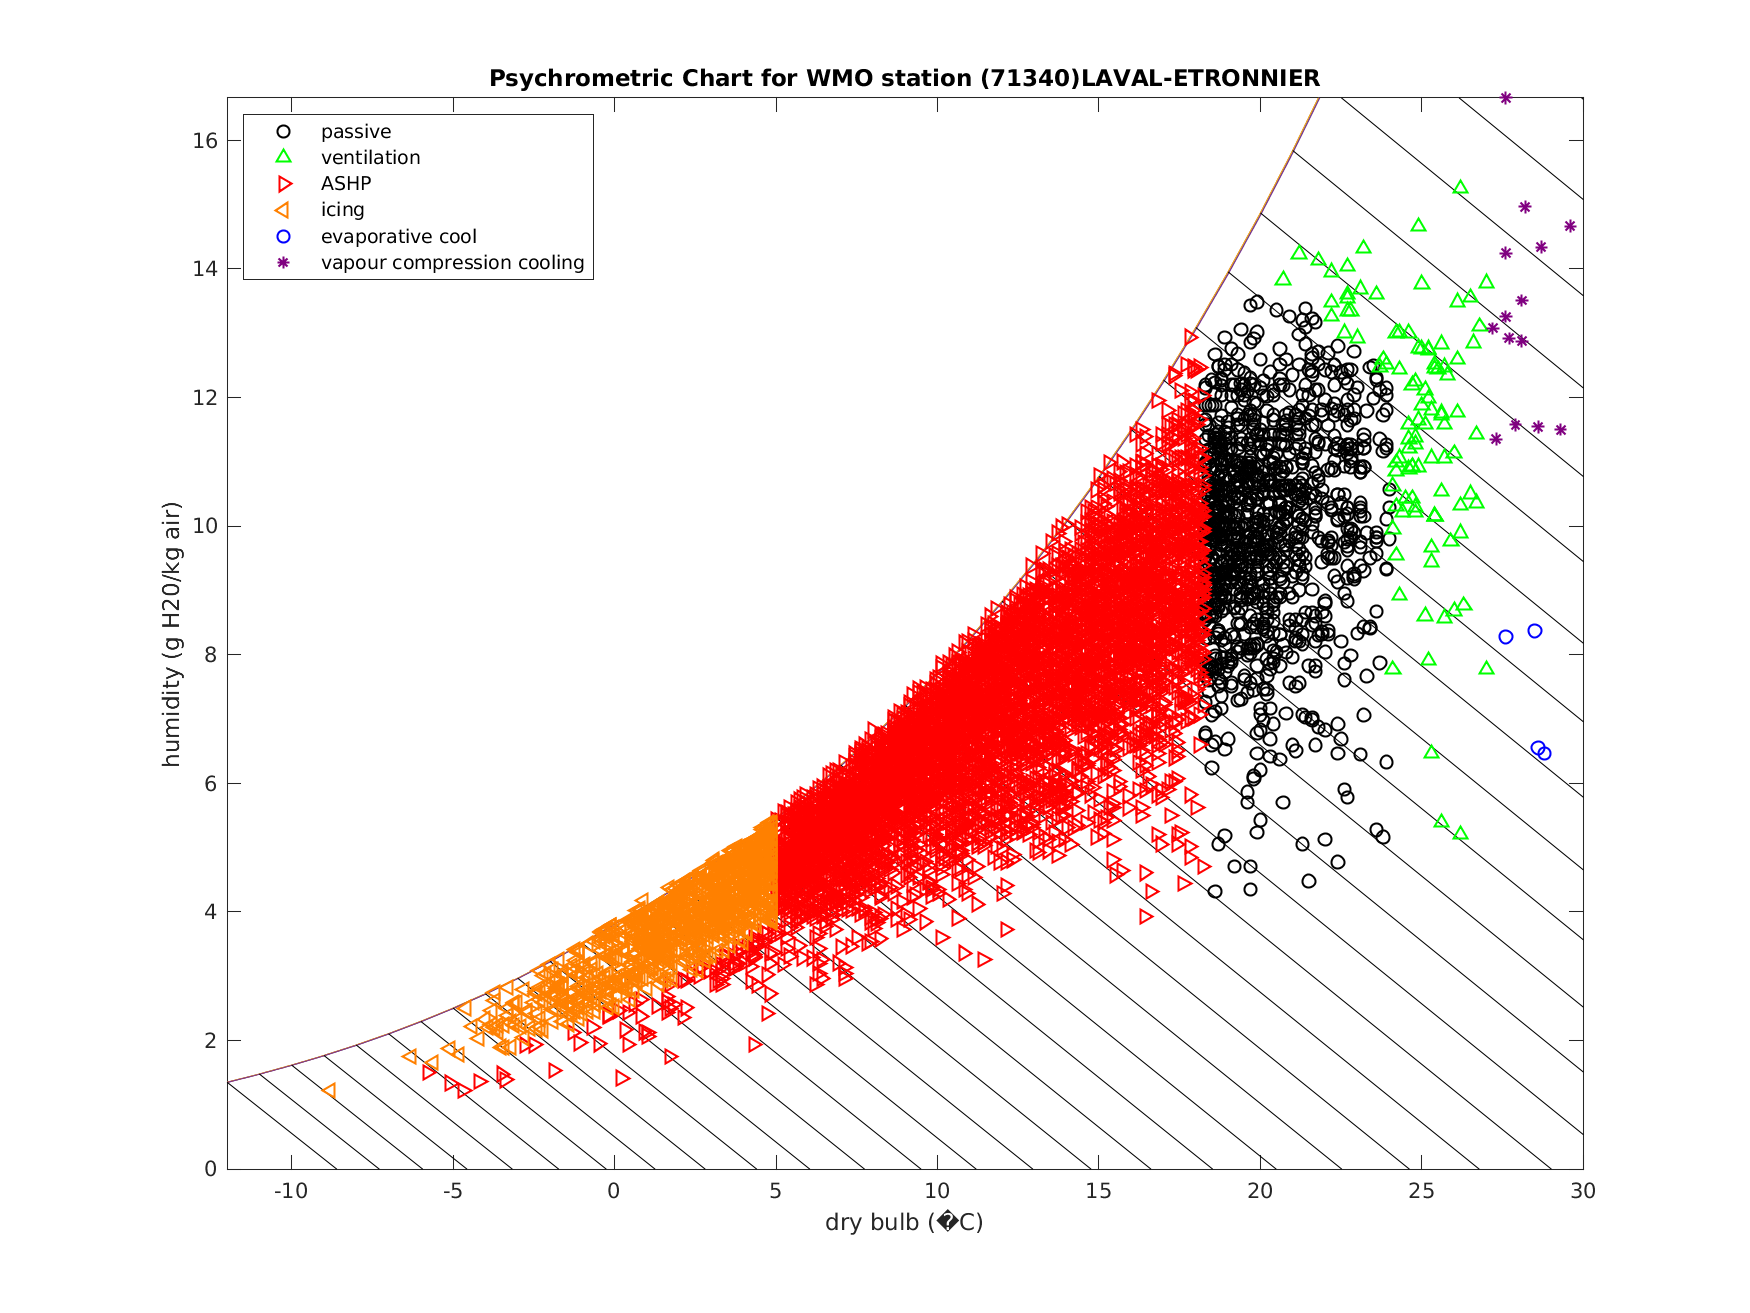 Psychrometric Chart for WMO station (71340)LAVAL-ETRONNIER
passive
ventilation
ASHP
icing
evaporative cool
vapour compression cooling
humidity (g H20/kg air)
16
14
12
10
8
6
4
2
0
-10 -5 0 5 10 15 20 25 30
dry bulb (�C)